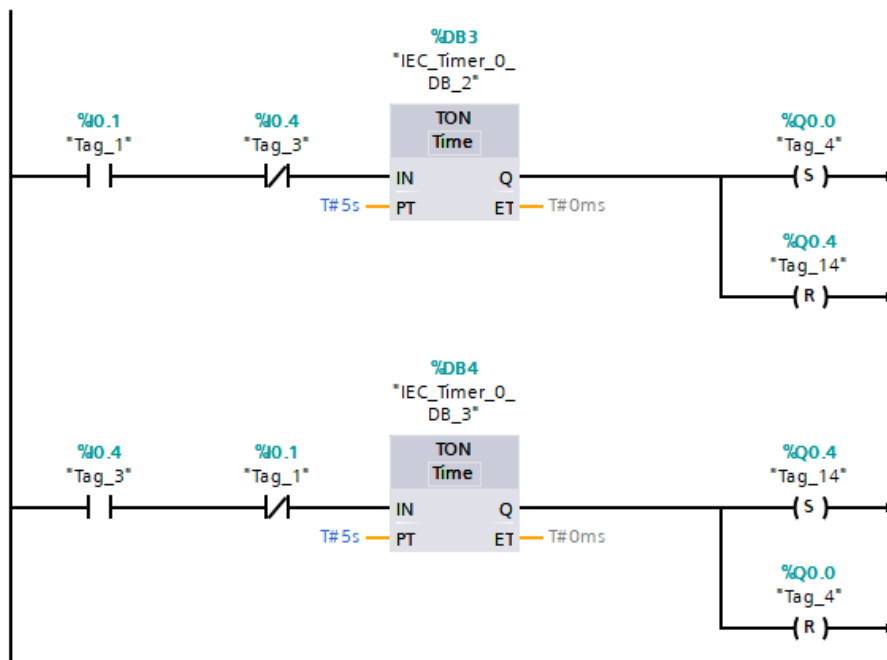 %DB3
"IEC_Timer_0_
DB_2"
%I0.1
"Tag_1"
%I0.4
"Tag_3"
TON
Time
%Q0.0
"Tag_4"
IN
Q
S
T#5s
PT
ET
T#0ms
%Q0.4
"Tag_14"
R
%DB4
"IEC_Timer_0_
DB_3"
%I0.4
"Tag_3"
%I0.1
"Tag_1"
TON
Time
%Q0.4
"Tag_14"
IN
Q
S
T#5s
PT
ET
T#0ms
%Q0.0
"Tag_4"
R